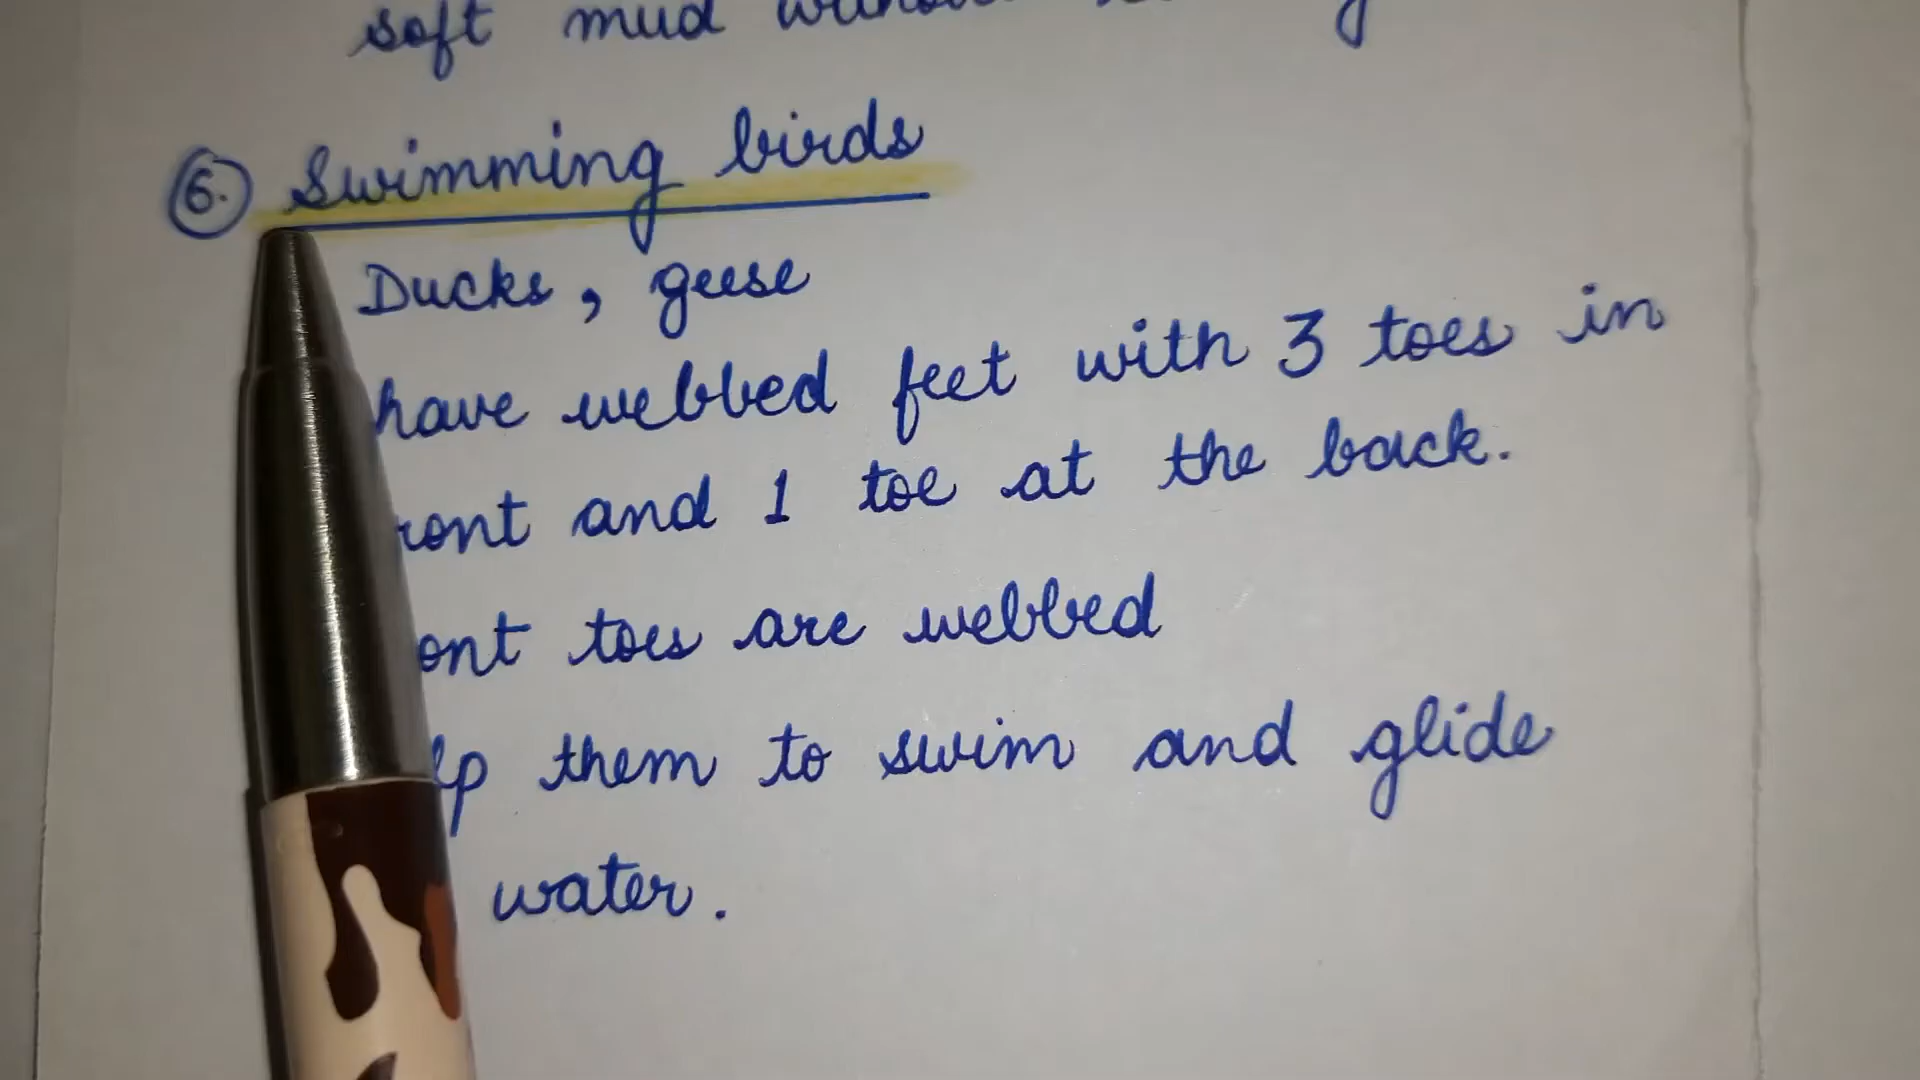 soft mud
6. Swimming birds
Ducks, geese
have webbed feet with 3 toes in
ront and 1 toe at the back.
ont toes are webbed
lp them to swim and glide
water.